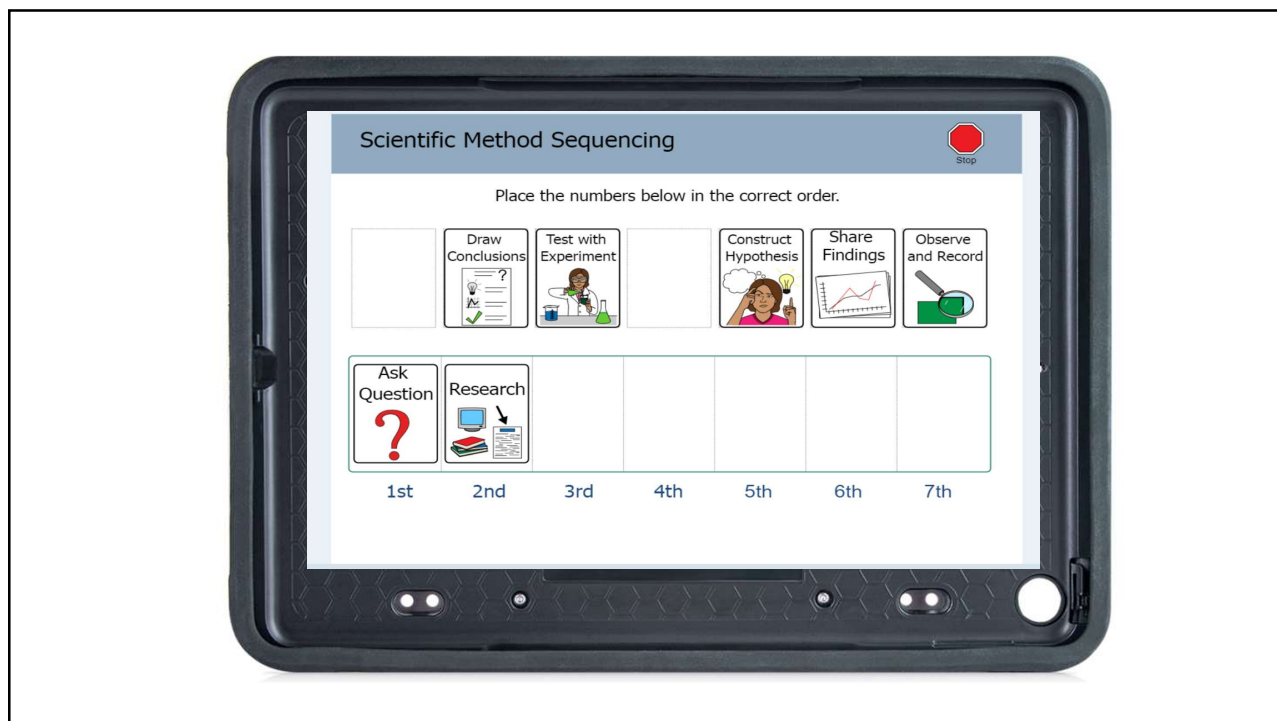 Scientific Method Sequencing
Stop
Place the numbers below in the correct order.
Draw
Conclusions
?
Test with
Experiment
Construct
Hypothesis
Share
Findings
Observe
and Record
Ask
Question
?
Research
1st
2nd
3rd
4th
5th
6th
7th